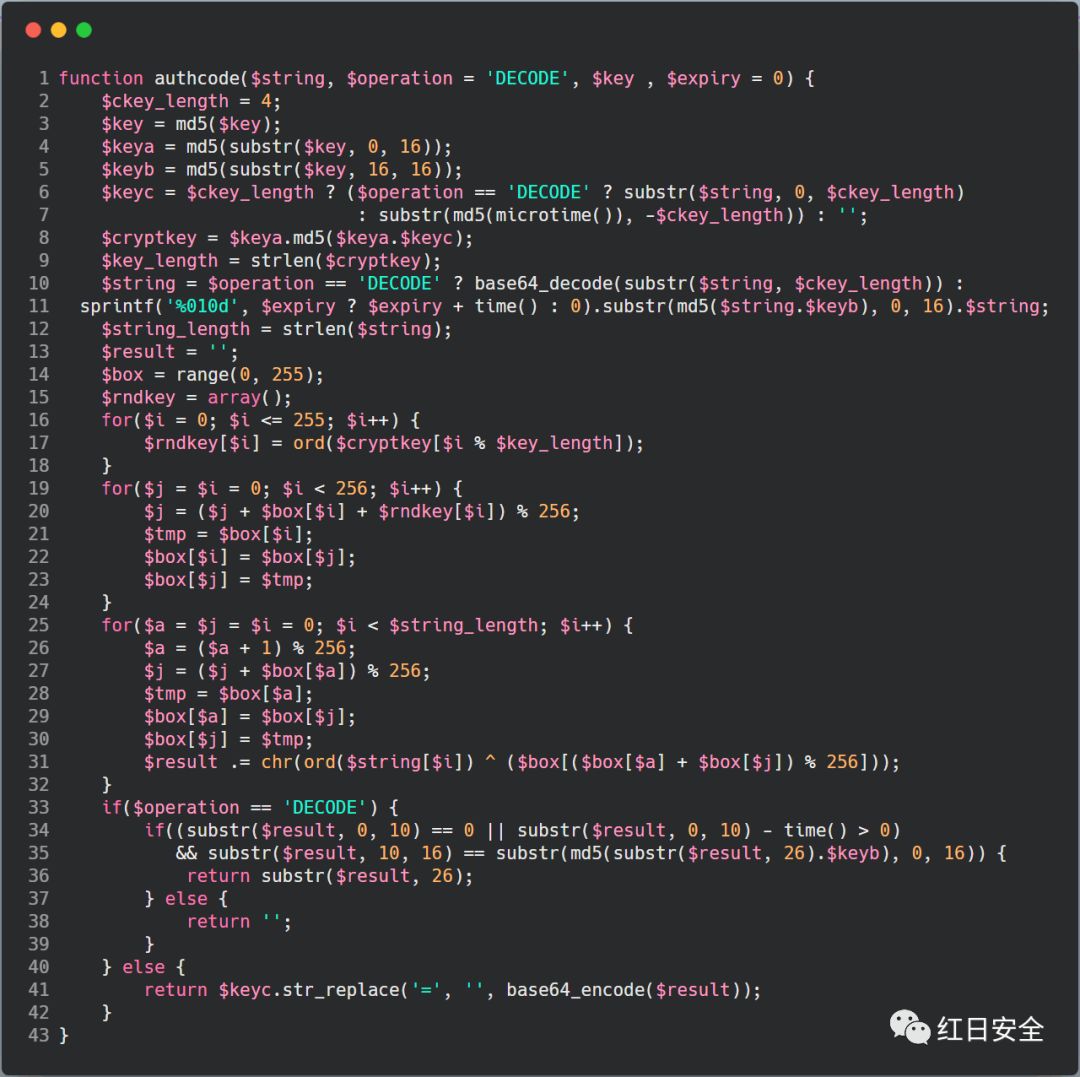 1 function authcode($string, $operation = 'DECODE', $key , $expiry = 0) {
2     $ckey_length = 4;
3     $key = md5($key);
4     $keya = md5(substr($key, 0, 16));
5     $keyb = md5(substr($key, 16, 16));
6     $keyc = $ckey_length ? ($operation == 'DECODE' ? substr($string, 0, $ckey_length)
7                             : substr(md5(microtime()), -$ckey_length)) : '';
8     $cryptkey = $keya.md5($keya.$keyc);
9     $key_length = strlen($cryptkey);
10     $string = $operation == 'DECODE' ? base64_decode(substr($string, $ckey_length)) :
11   sprintf('%010d', $expiry ? $expiry + time() : 0).substr(md5($string.$keyb), 0, 16).$string;
12     $string_length = strlen($string);
13     $result = '';
14     $box = range(0, 255);
15     $rndkey = array();
16     for($i = 0; $i <= 255; $i++) {
17         $rndkey[$i] = ord($cryptkey[$i % $key_length]);
18     }
19     for($j = $i = 0; $i < 256; $i++) {
20         $j = ($j + $box[$i] + $rndkey[$i]) % 256;
21         $tmp = $box[$i];
22         $box[$i] = $box[$j];
23         $box[$j] = $tmp;
24     }
25     for($a = $j = $i = 0; $i < $string_length; $i++) {
26         $a = ($a + 1) % 256;
27         $j = ($j + $box[$a]) % 256;
28         $tmp = $box[$a];
29         $box[$a] = $box[$j];
30         $box[$j] = $tmp;
31         $result .= chr(ord($string[$i]) ^ ($box[($box[$a] + $box[$j]) % 256]));
32     }
33     if($operation == 'DECODE') {
34         if((substr($result, 0, 10) == 0 || substr($result, 0, 10) - time() > 0)
35            && substr($result, 10, 16) == substr(md5(substr($result, 26).$keyb), 0, 16)) {
36             return substr($result, 26);
37         } else {
38             return '';
39         }
40     } else {
41         return $keyc.str_replace('=', '', base64_encode($result));
42     }
43 }
红日安全